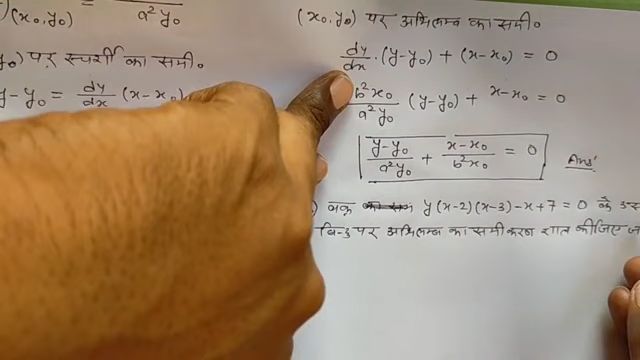 (x₀,y₀)
a²y₀
पर स्पर्शी का समी०
y-y₀ = dy/dx (x-x₀)
(x₀,y₀) पर अभिलम्ब का समी०
dy/dx . (y-y₀) + (x-x₀) = 0
b²x₀/a²y₀ (y-y₀) + x-x₀ = 0
y-y₀/a²y₀ + x-x₀/b²x₀ = 0 Ans'
वक्र y(x-2)(x-3)-x+7=0 के उस
पर अभिलम्ब का समीकरण ज्ञात कीजिए